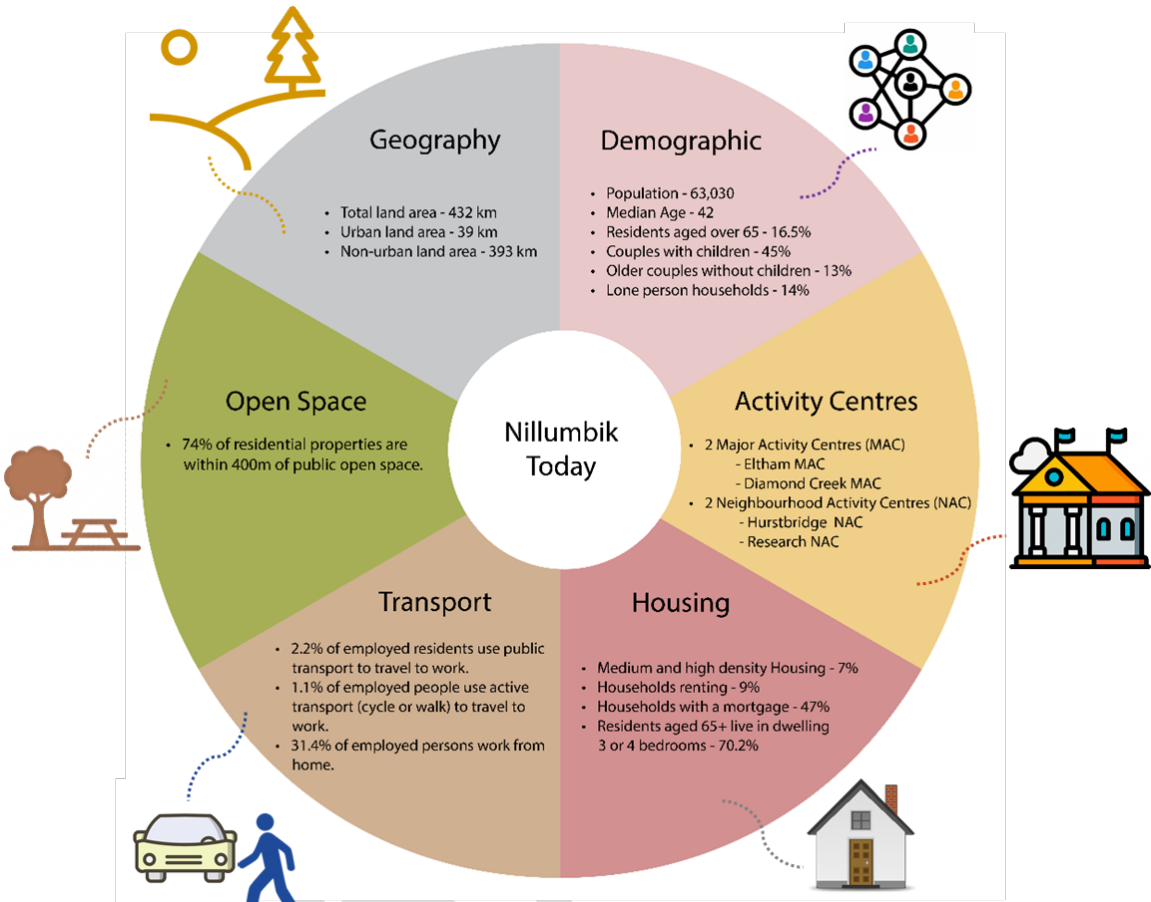 Geography
• Total land area - 432 km
• Urban land area - 39 km
• Non-urban land area - 393 km
Demographic
• Population - 63,030
• Median Age - 42
• Residents aged over 65 - 16.5%
• Couples with children - 45%
• Older couples without children - 13%
• Lone person households - 14%
Open Space
• 74% of residential properties are
within 400m of public open space.
Nillumbik
Today
Activity Centres
• 2 Major Activity Centres (MAC)
- Eltham MAC
- Diamond Creek MAC
• 2 Neighbourhood Activity Centres (NAC)
- Hurstbridge NAC
- Research NAC
Transport
• 2.2% of employed residents use public
transport to travel to work.
• 1.1% of employed people use active
transport (cycle or walk) to travel to
work.
• 31.4% of employed persons work from
home.
Housing
• Medium and high density Housing - 7%
• Households renting - 9%
• Households with a mortgage - 47%
• Residents aged 65+ live in dwelling
3 or 4 bedrooms - 70.2%